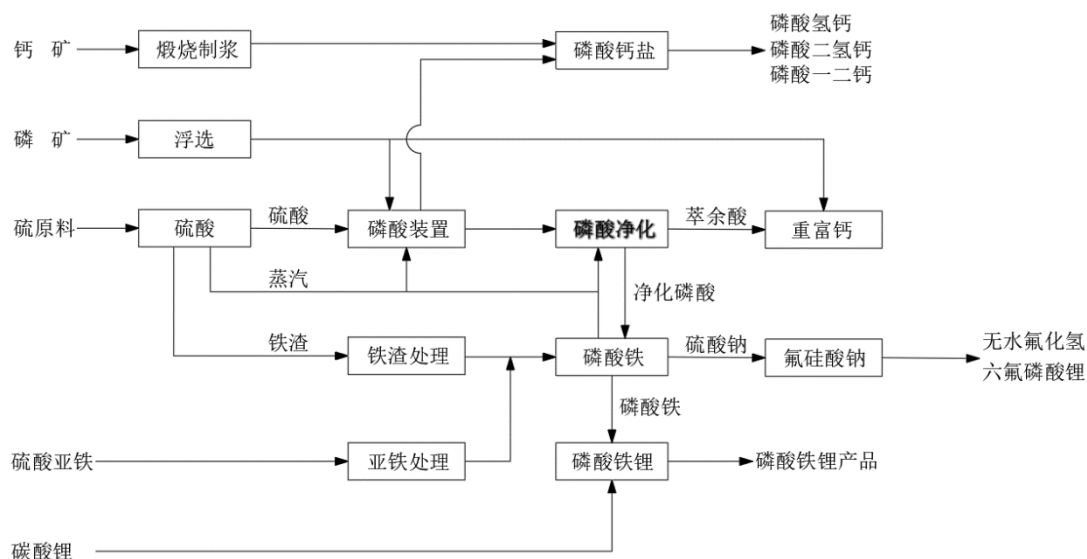 钙 矿
煅烧制浆
磷酸钙盐
磷酸氢钙
磷酸二氢钙
磷酸一二钙
磷 矿
浮选
硫原料
硫酸
硫酸
磷酸装置
磷酸净化
萃余酸
重富钙
蒸汽
净化磷酸
铁渣
铁渣处理
磷酸铁
硫酸钠
氟硅酸钠
无水氟化氢
六氟磷酸锂
磷酸铁
硫酸亚铁
亚铁处理
磷酸铁锂
磷酸铁锂产品
碳酸锂